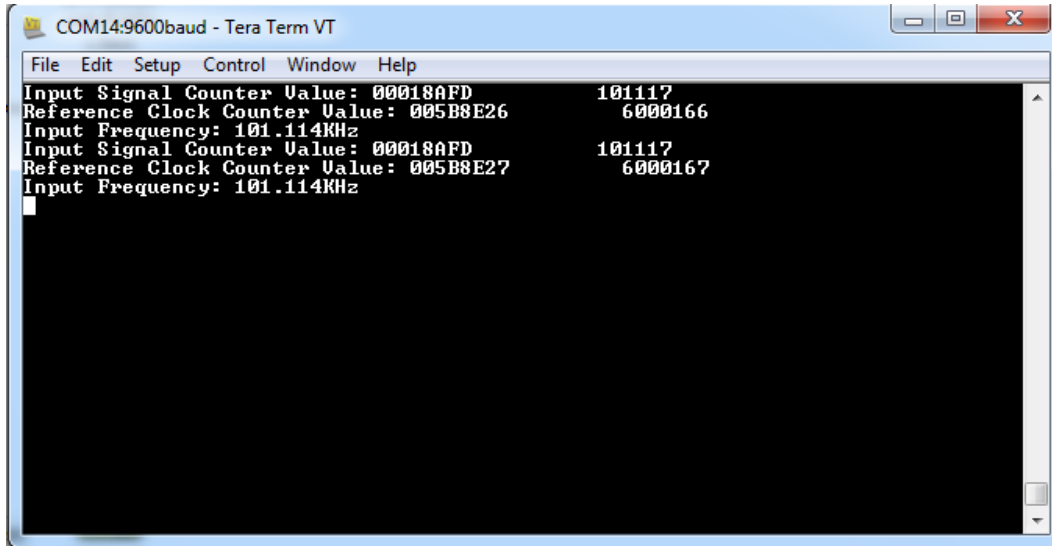 COM14:9600baud - Tera Term VT
File Edit Setup Control Window Help
Input Signal Counter Value: 00018AFD 101117
Reference Clock Counter Value: 005B8E26 6000166
Input Frequency: 101.114KHz
Input Signal Counter Value: 00018AFD 101117
Reference Clock Counter Value: 005B8E27 6000167
Input Frequency: 101.114KHz